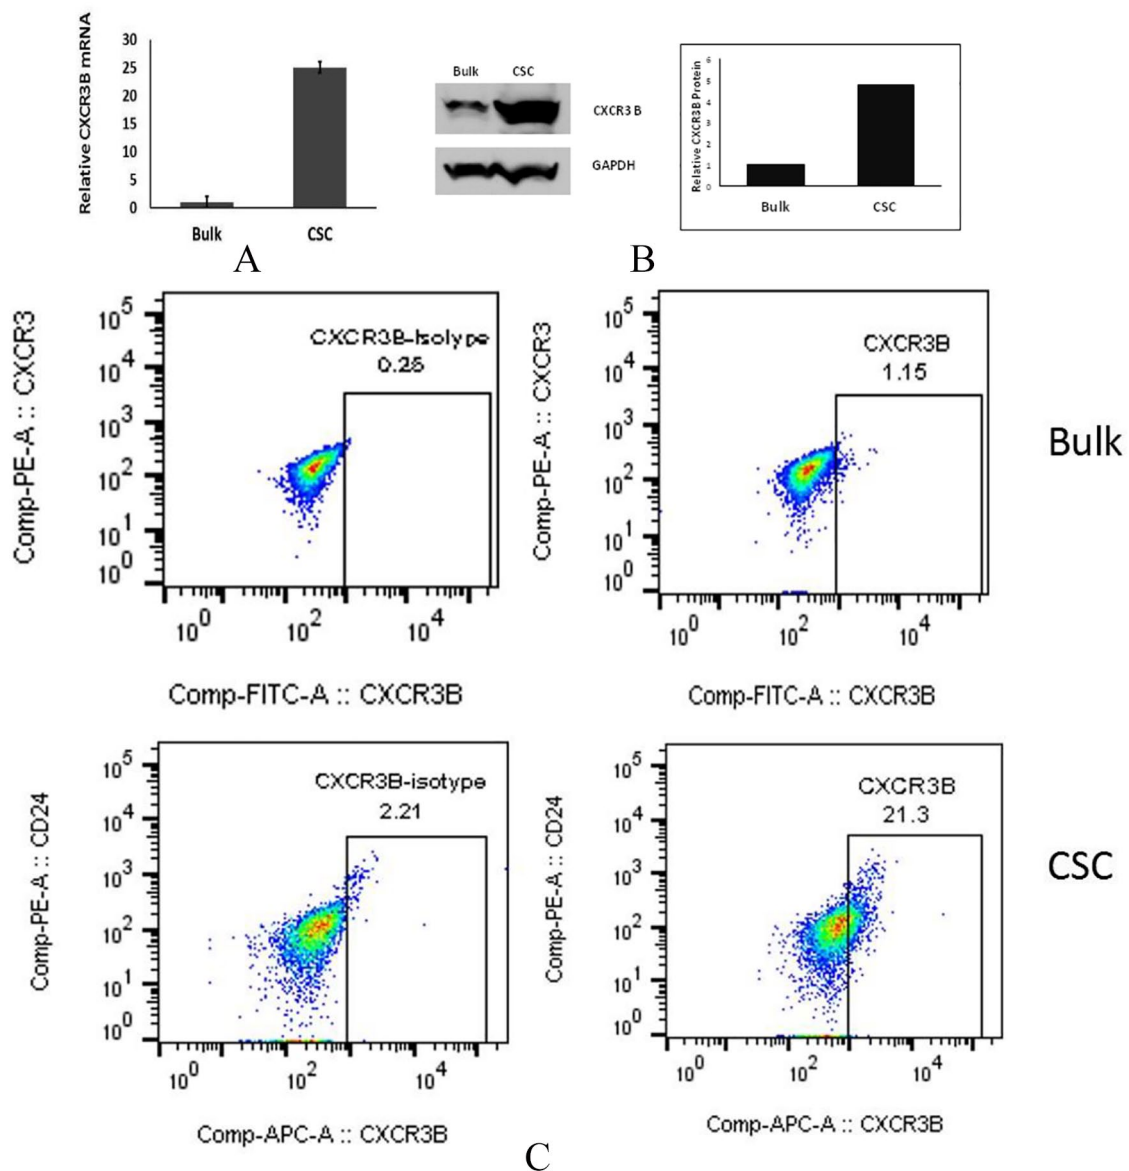 Relative CXCR3B mRNA
30
25
20
15
10
5
0
Bulk CSC
A
Bulk CSC
CXCR3 B
GAPDH
Relative CXCR3B Protein
6
5
4
3
2
1
0
Bulk CSC
B
Comp-PE-A :: CXCR3
10^5
10^4
10^3
10^2
10^1
10^0
CXCR3B-Isotype
0.26
10^0 10^2 10^4
Comp-FITC-A :: CXCR3B
Comp-PE-A :: CXCR3
10^5
10^4
10^3
10^2
10^1
10^0
CXCR3B
1.15
10^0 10^2 10^4
Comp-FITC-A :: CXCR3B
Bulk
Comp-PE-A :: CD24
10^5
10^4
10^3
10^2
10^1
10^0
CXCR3B-isotype
2.21
10^0 10^2 10^4
Comp-APC-A :: CXCR3B
Comp-PE-A :: CD24
10^5
10^4
10^3
10^2
10^1
10^0
CXCR3B
21.3
10^0 10^2 10^4
Comp-APC-A :: CXCR3B
CSC
C